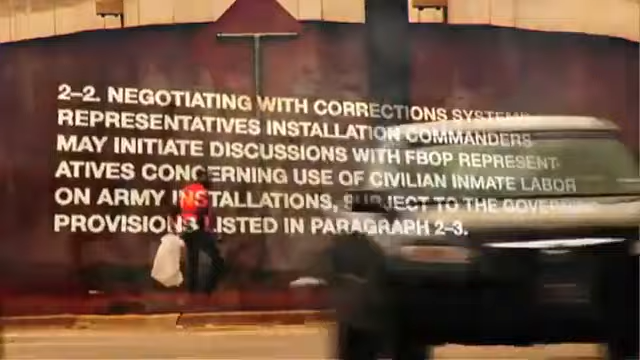 2–2. NEGOTIATING WITH CORRECTIONS SYSTEMS
REPRESENTATIVES INSTALLATION COMMANDERS
MAY INITIATE DISCUSSIONS WITH FBOP REPRESENT-
ATIVES CONCERNING USE OF CIVILIAN INMATE LABOR
ON ARMY INSTALLATIONS, SUBJECT TO THE GOVERNING
PROVISIONS LISTED IN PARAGRAPH 2–3.